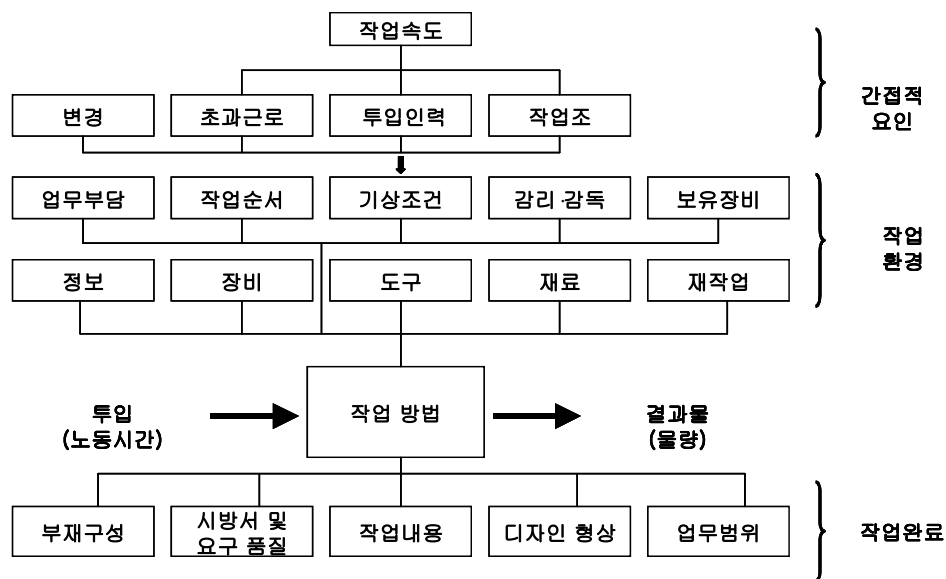 작업속도
변경
초과근로
투입인력
작업조
간접적
요인
업무부담
작업순서
기상조건
감리·감독
보유장비
작업
환경
정보
장비
도구
재료
재작업
투입
(노동시간)
작업 방법
결과물
(물량)
부재구성
시방서 및
요구 품질
작업내용
디자인 형상
업무범위
작업완료